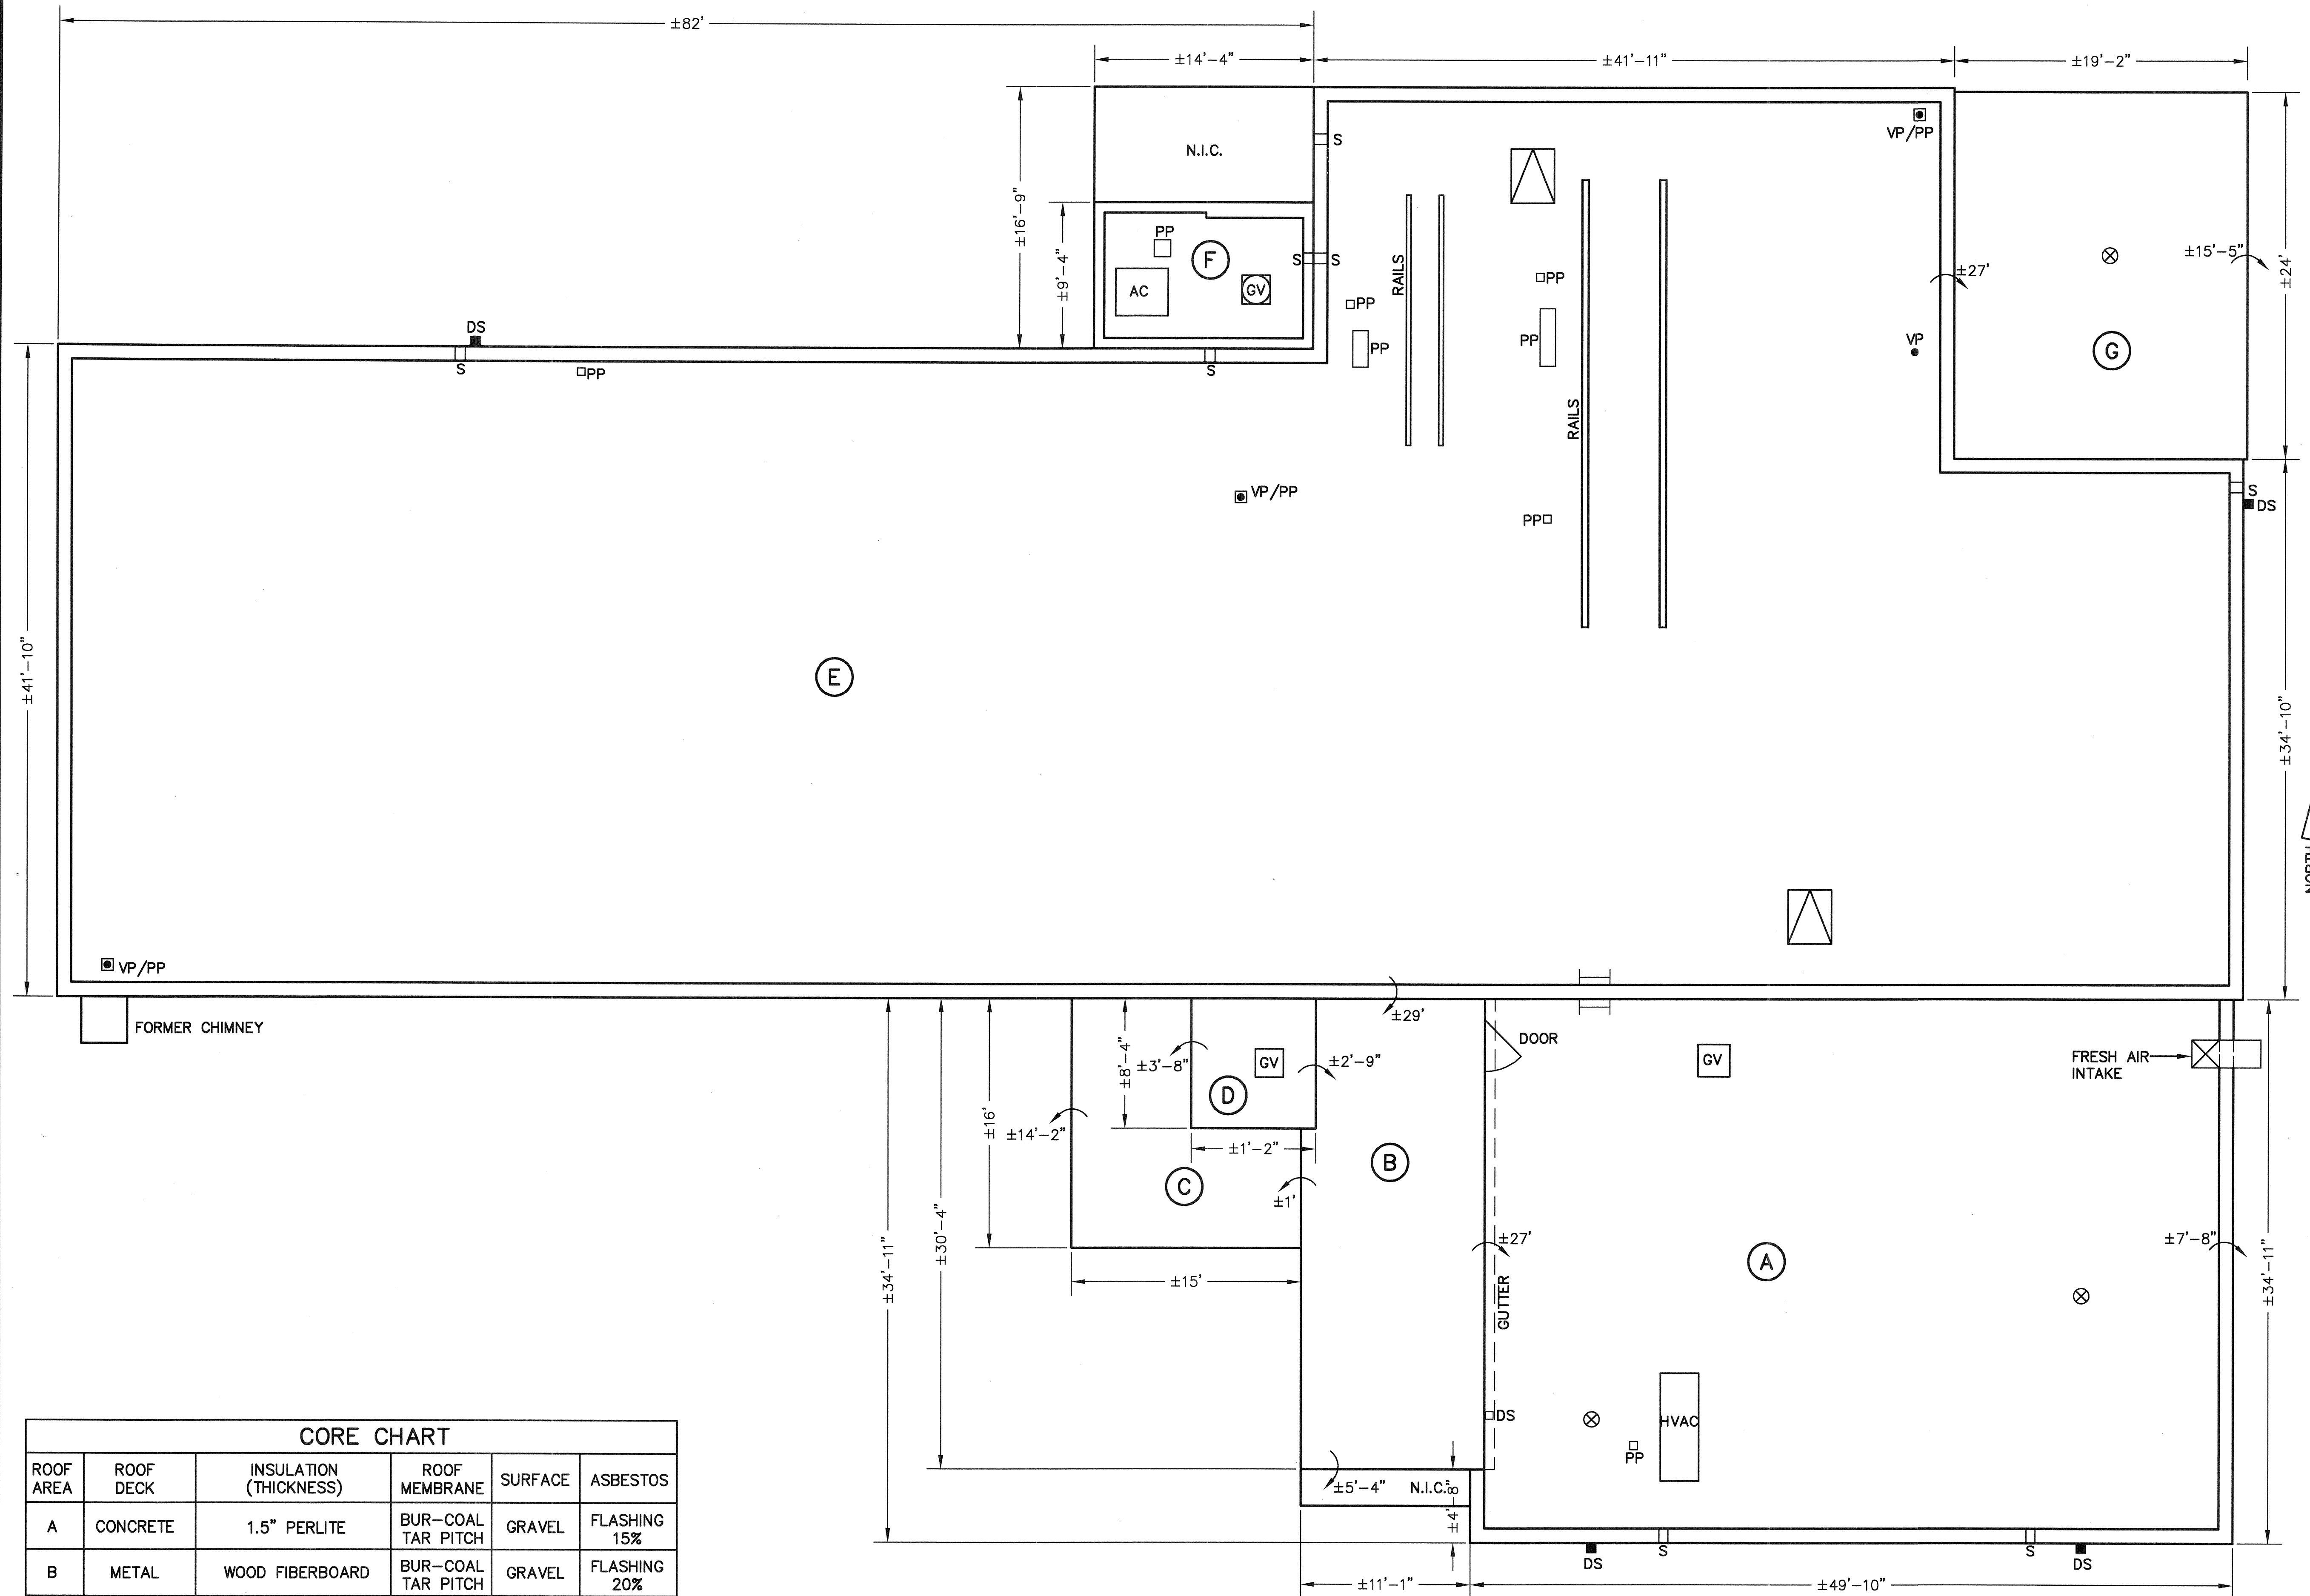 ±82'
±14'-4"
±41'-11"
±19'-2"
N.I.C.
S
VP/PP
±16'-9"
±9'-4"
PP
F
AC
GV
S
S
RAILS
PP
PP
PP
PP
±27'
VP
±15'-5"
±24'
G
DS
S
PP
S
RAILS
VP/PP
PP
S
DS
±41'-10"
E
±34'-10"
NORTH
VP/PP
FORMER CHIMNEY
±29'
DOOR
GV
FRESH AIR
INTAKE
±8'-4"
±3'-8"
GV
±2'-9"
D
±16'
±14'-2"
±1'-2"
B
C
±1'
±34'-11"
±30'-4"
±15'
±27'
GUTTER
A
±7'-8"
±34'-11"
DS
HVAC
PP
±5'-4"
N.I.C.
±4'-8"
DS
S
S
DS
±11'-1"
±49'-10"
CORE CHART
ROOF AREA
ROOF DECK
INSULATION (THICKNESS)
ROOF MEMBRANE
SURFACE
ASBESTOS
A
CONCRETE
1.5" PERLITE
BUR-COAL TAR PITCH
GRAVEL
FLASHING 15%
B
METAL
WOOD FIBERBOARD
BUR-COAL TAR PITCH
GRAVEL
FLASHING 20%